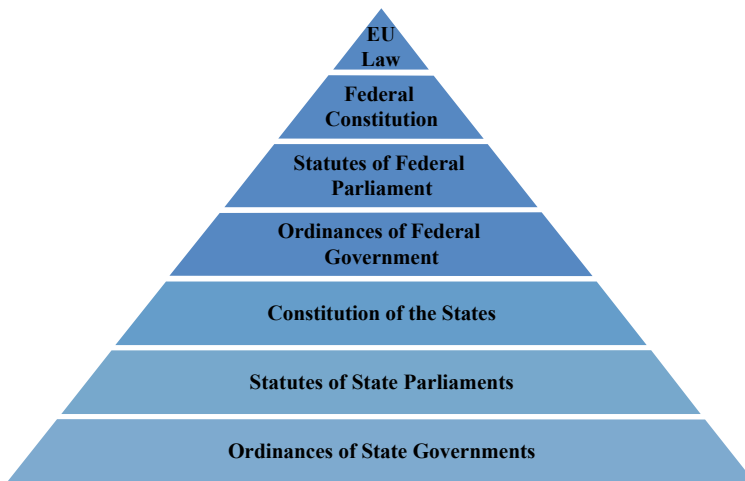 EU
Law
Federal
Constitution
Statutes of Federal
Parliament
Ordinances of Federal
Government
Constitution of the States
Statutes of State Parliaments
Ordinances of State Governments